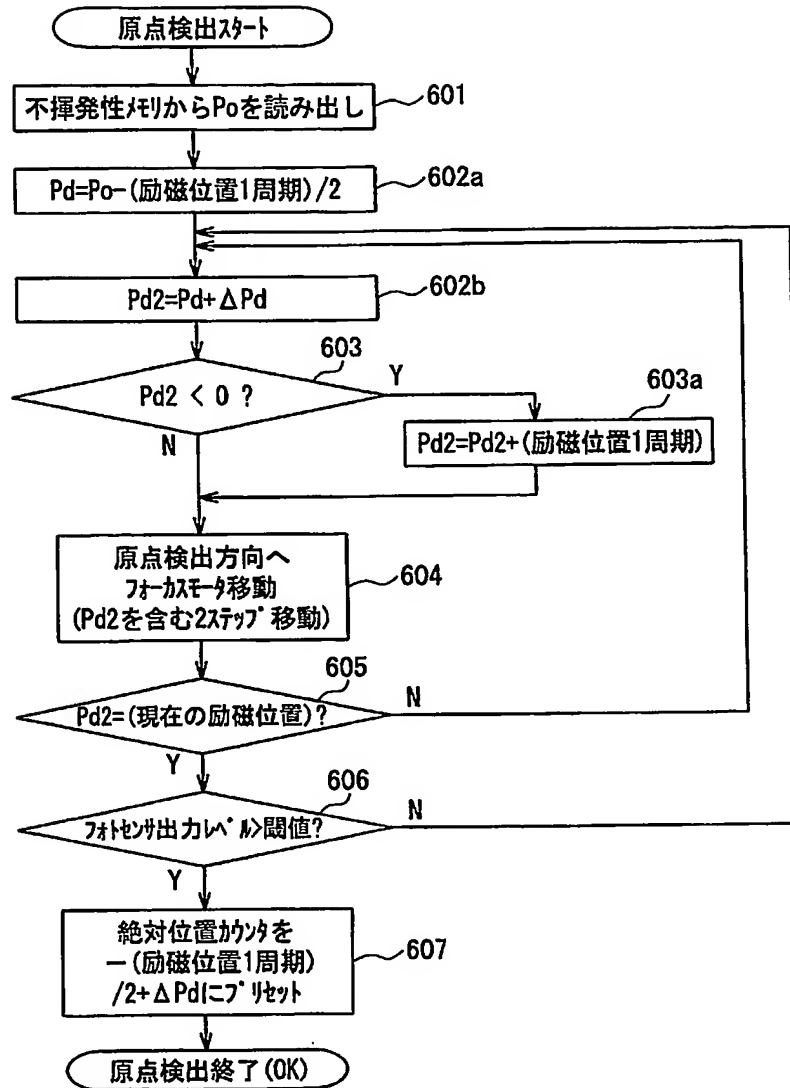 原点検出スタート
不揮発性メモリからPoを読み出し
601
Pd=Po-(励磁位置1周期)/2
602a
Pd2=Pd+ΔPd
602b
603
Pd2 < 0 ?
Y
N
603a
Pd2=Pd2+(励磁位置1周期)
原点検出方向へ
フォーカスモータ移動
(Pd2を含む2ステップ移動)
604
605
Pd2=(現在の励磁位置)?
N
Y
606
フォトセンサ出力レベル>閾値?
N
Y
絶対位置カウンタを
-(励磁位置1周期)
/2+ΔPdにプリセット
607
原点検出終了(OK)